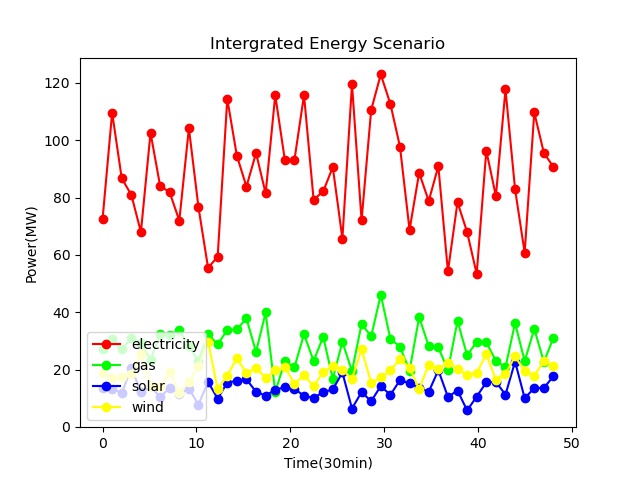 Intergrated Energy Scenario
Power(MW)
120
100
80
60
40
20
0
electricity
gas
solar
wind
0 10 20 30 40 50
Time(30min)